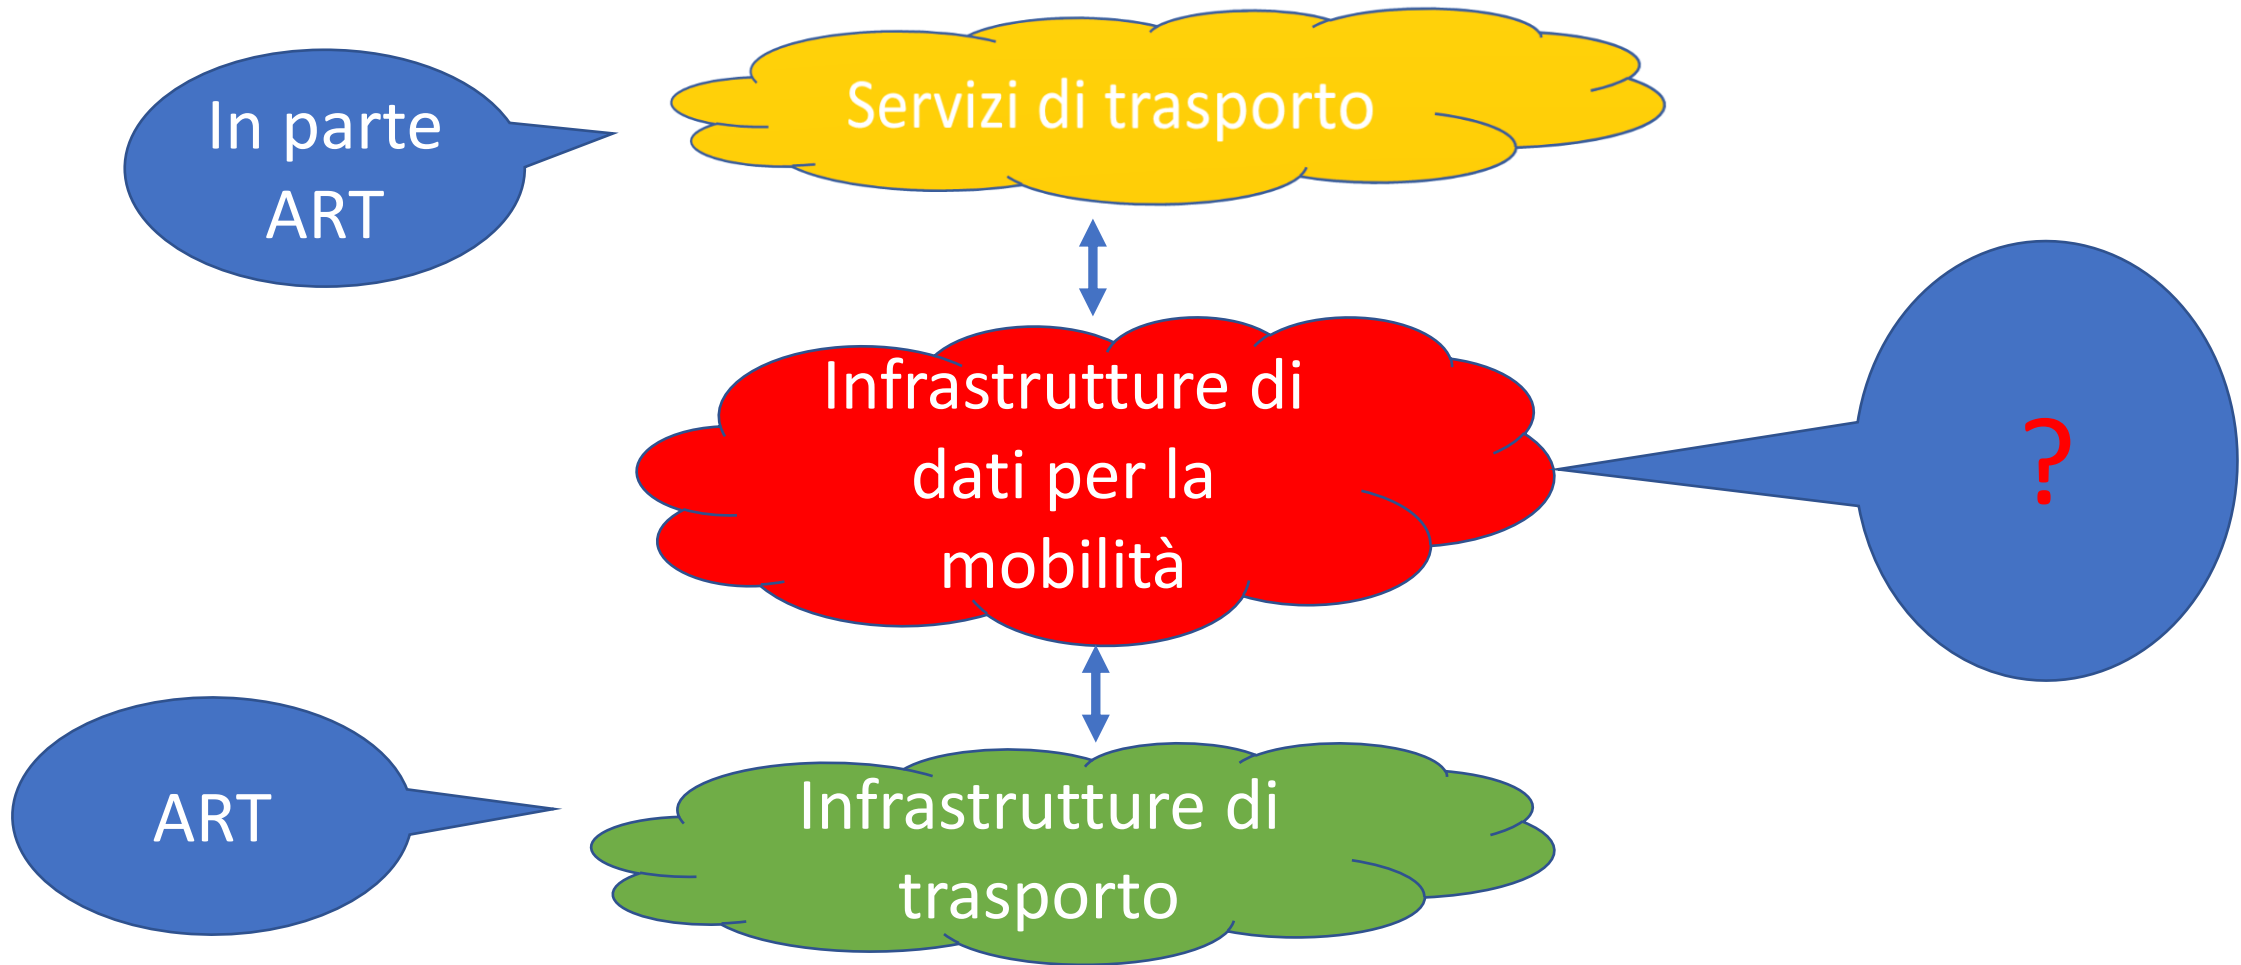 In parte
ART
Servizi di trasporto
Infrastrutture di
dati per la
mobilità
?
ART
Infrastrutture di
trasporto